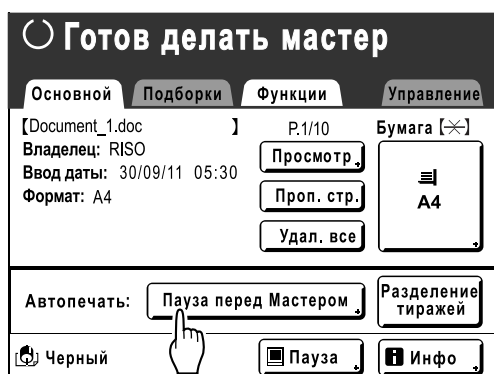 Готов делать мастер
Основной Подборки Функции Управление
【Document_1.doc 】 P.1/10 Бумага
Владелец: RISO Просмотр
Ввод даты: 30/09/11 05:30
Формат: A4 Проп. стр. A4
Удал. все
Автопечать: Пауза перед Мастером Разделение
тиражей
Черный Пауза Инфо